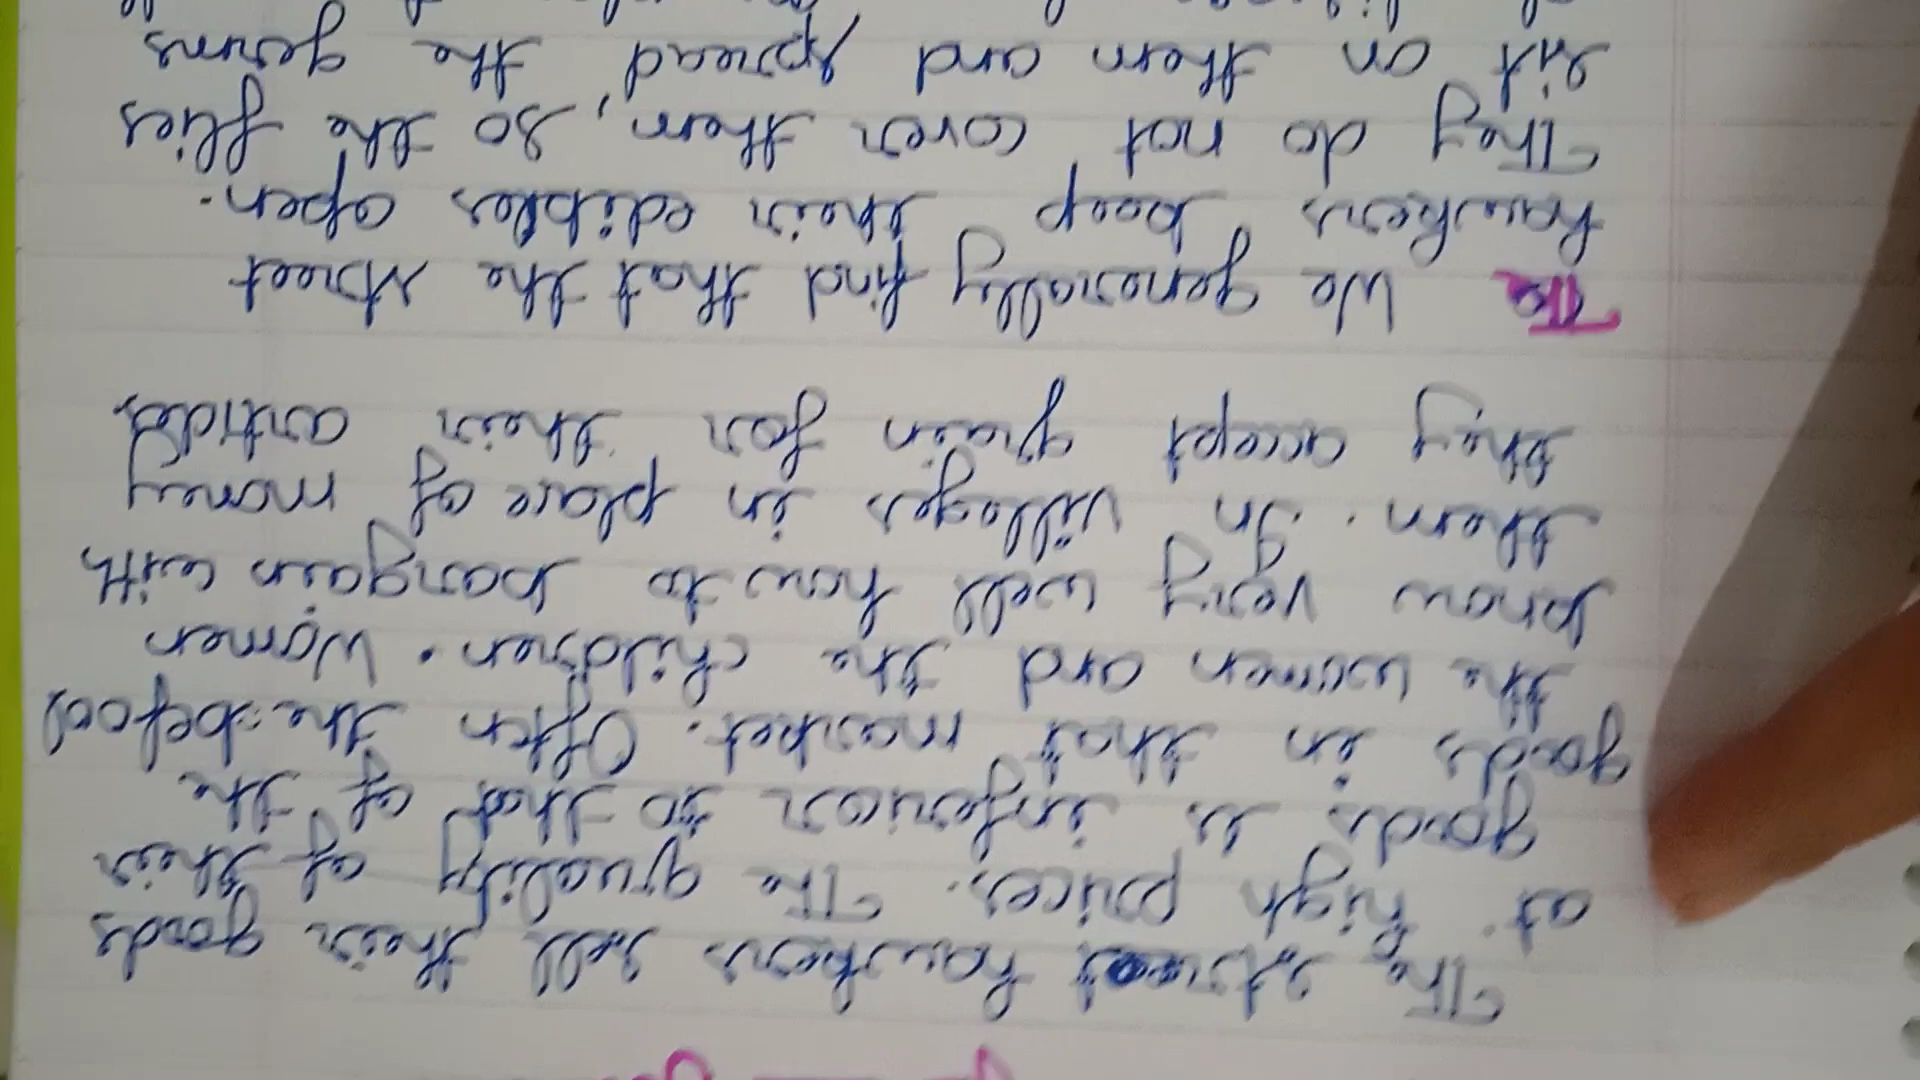 The street hawkers sell their goods
at high prices. The quality of their
goods is inferior to that of the
goods in that market. Often the befool
the women and the children. Women
know very well how to bargain with
them. In villages in place of money
they accept grain for their articles.
The We generally find that the street
hawkers keep their edibles open.
They do not cover them, so the flies
sit on them and spread the germs